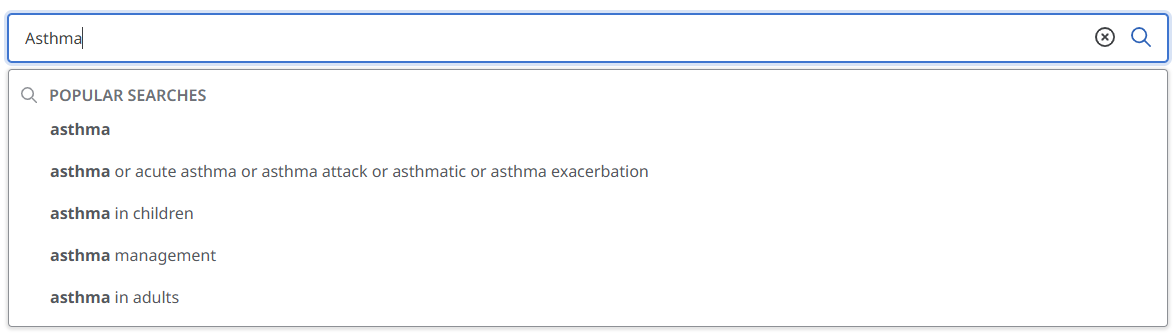 Asthma
POPULAR SEARCHES
asthma
asthma or acute asthma or asthma attack or asthmatic or asthma exacerbation
asthma in children
asthma management
asthma in adults